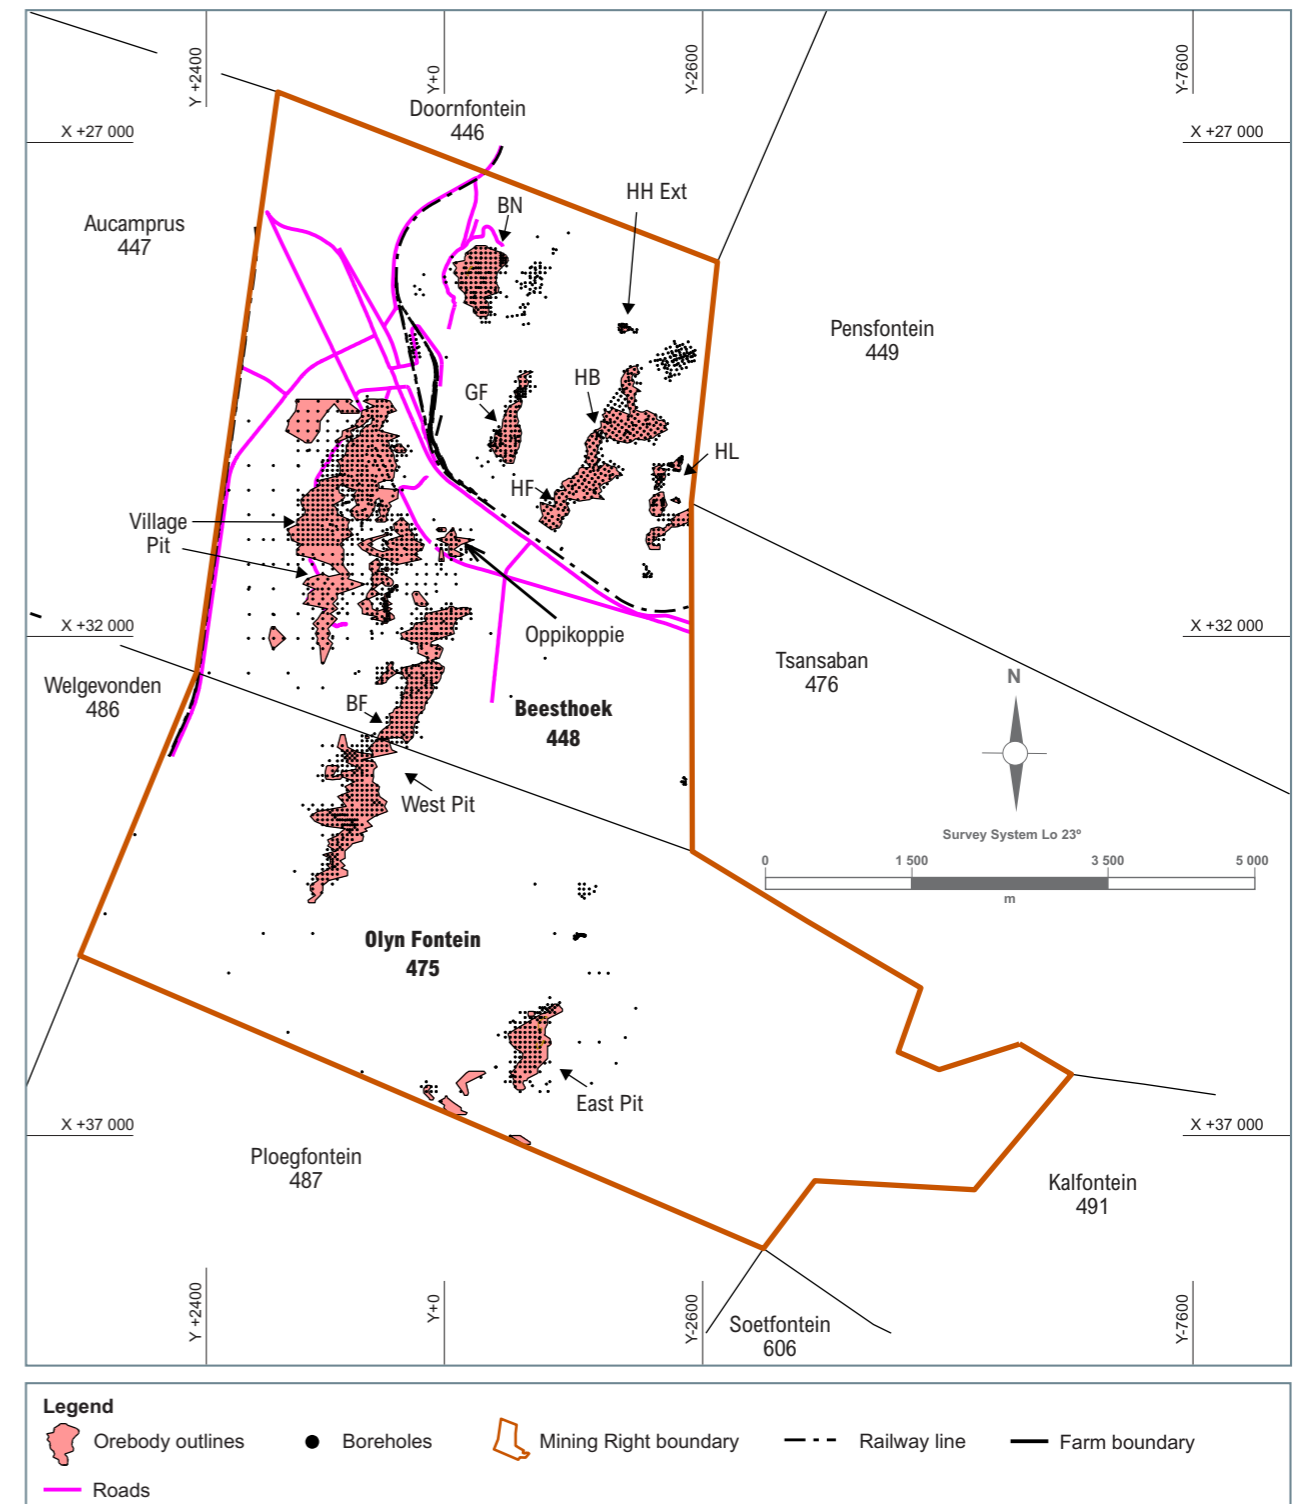 Y +2400
Y+0
Y-2600
Y-7600
Doornfontein
446
X +27 000
X +27 000
HH Ext
BN
Aucamprus
447
Pensfontein
449
GF
HB
HL
HF
Village
Pit
Oppikoppie
X +32 000
X +32 000
Welgevonden
486
Tsansaban
476
N
BF
Beesthoek
448
West Pit
Survey System Lo 23º
0
1 500
3 500
5 000
m
Olyn Fontein
475
East Pit
X +37 000
X +37 000
Ploegfontein
487
Kalfontein
491
Y +2400
Y+0
Y-2600
Y-7600
Soetfontein
606
Legend
Orebody outlines
Boreholes
Mining Right boundary
Railway line
Farm boundary
Roads